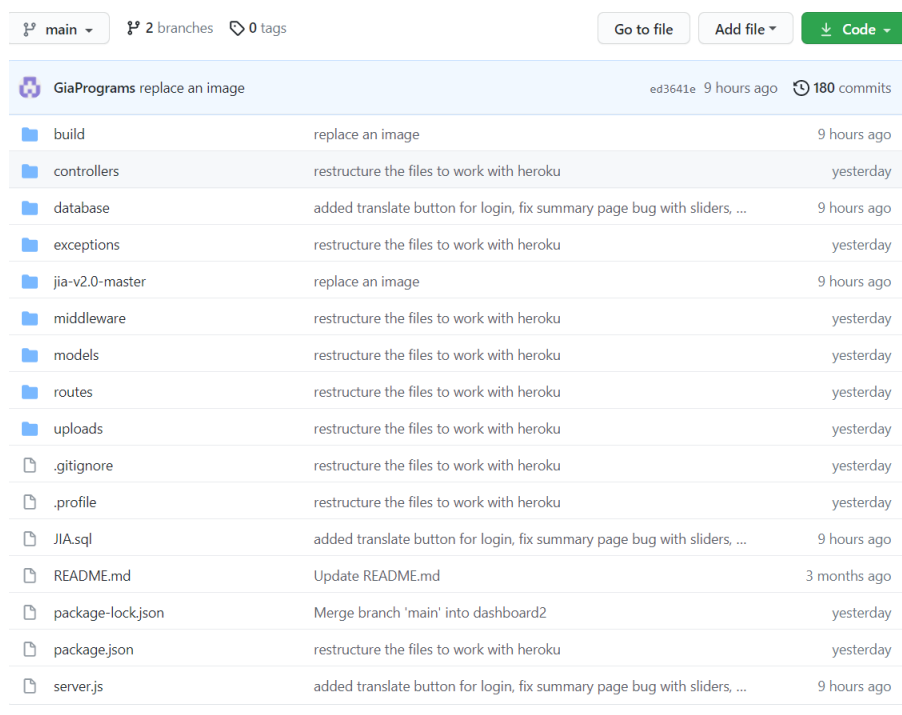 main 2 branches 0 tags Go to file Add file Code
GiaPrograms replace an image ed3641e 9 hours ago 180 commits
build replace an image 9 hours ago
controllers restructure the files to work with heroku yesterday
database added translate button for login, fix summary page bug with sliders, ... 9 hours ago
exceptions restructure the files to work with heroku yesterday
jia-v2.0-master replace an image 9 hours ago
middleware restructure the files to work with heroku yesterday
models restructure the files to work with heroku yesterday
routes restructure the files to work with heroku yesterday
uploads restructure the files to work with heroku yesterday
.gitignore restructure the files to work with heroku yesterday
.profile restructure the files to work with heroku yesterday
JIA.sql added translate button for login, fix summary page bug with sliders, ... 9 hours ago
README.md Update README.md 3 months ago
package-lock.json Merge branch 'main' into dashboard2 yesterday
package.json restructure the files to work with heroku yesterday
server.js added translate button for login, fix summary page bug with sliders, ... 9 hours ago